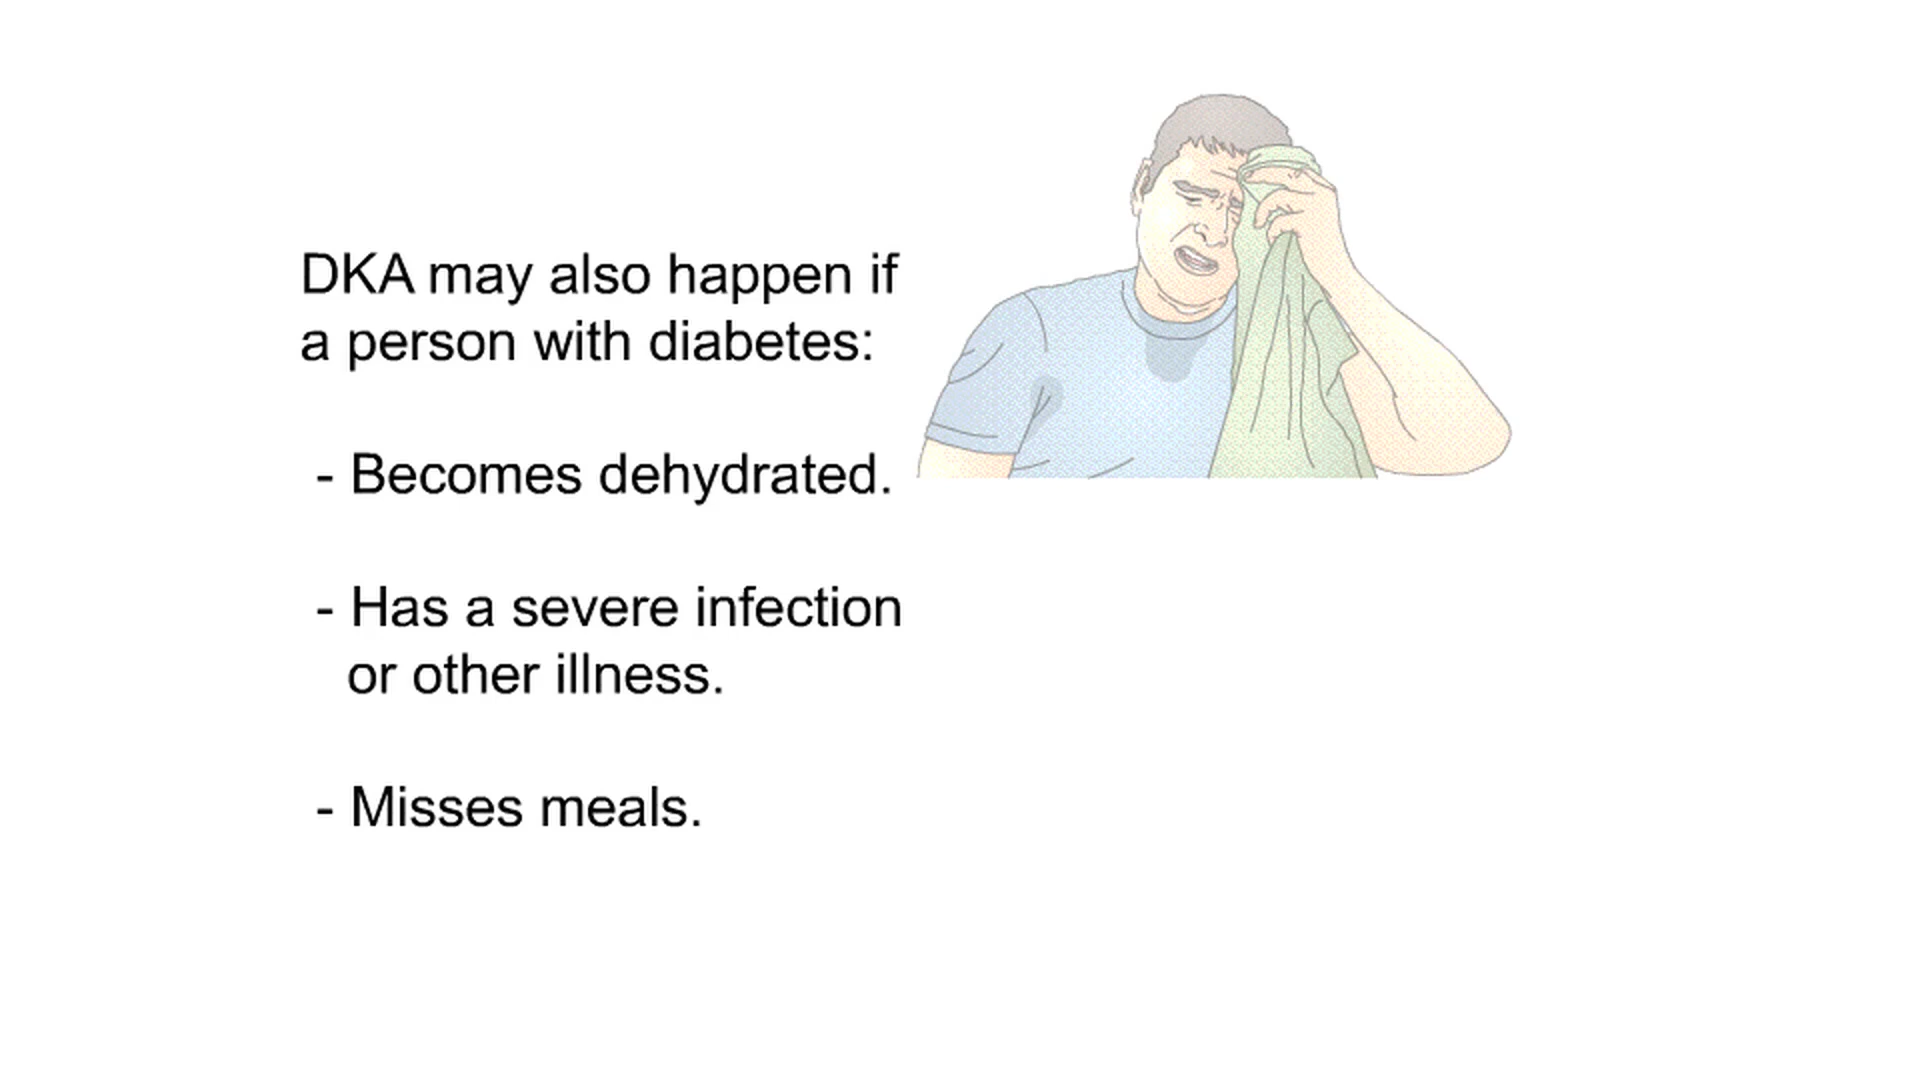 DKA may also happen if
a person with diabetes:
- Becomes dehydrated.
- Has a severe infection
or other illness.
- Misses meals.